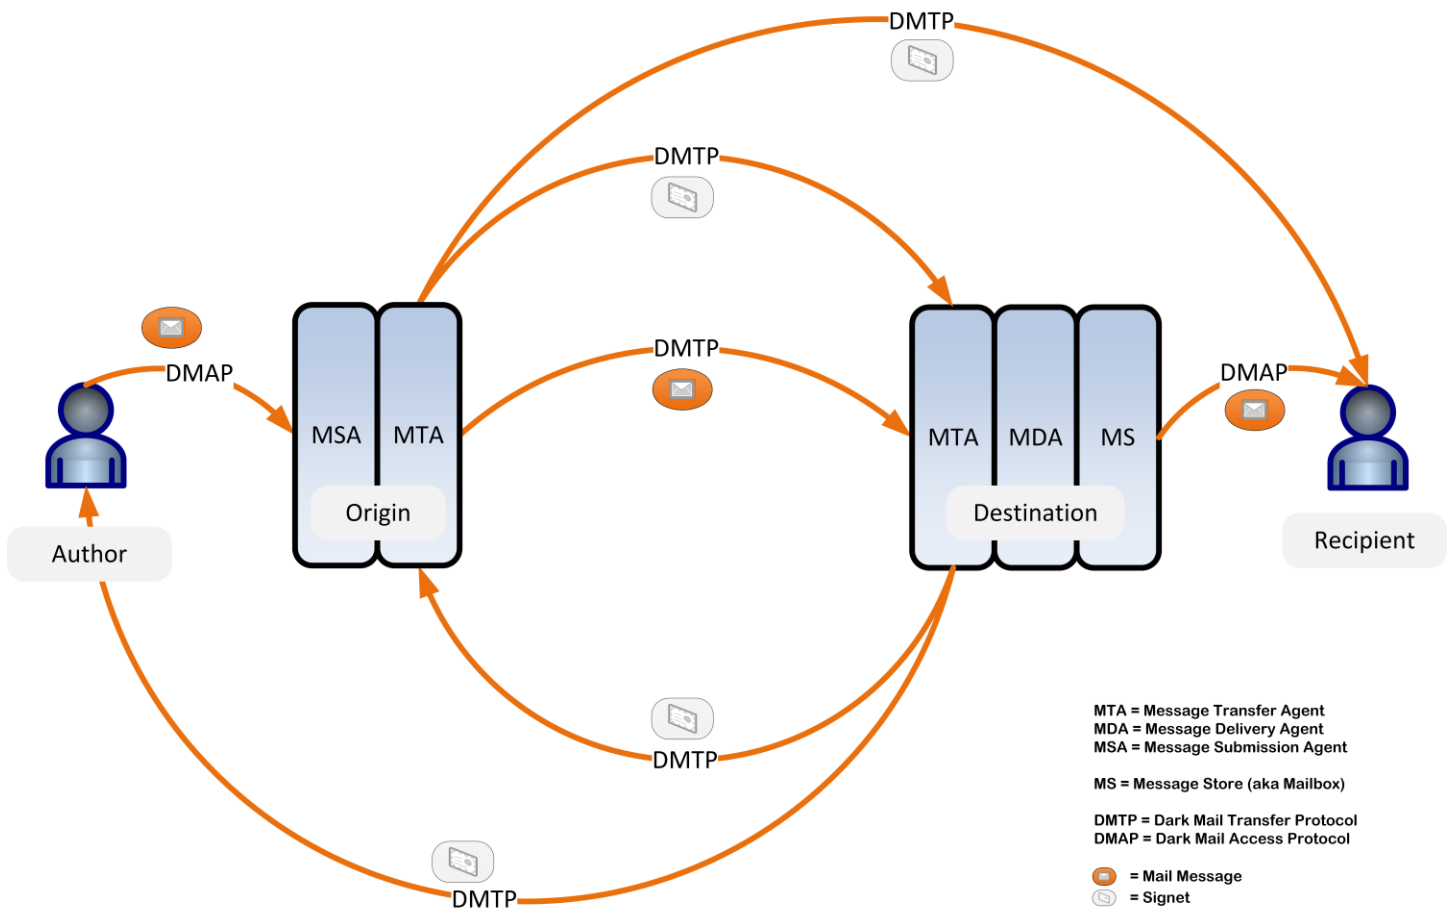 DMTP
DMTP
DMTP
DMAP
DMAP
MSA
MTA
MTA
MDA
MS
Origin
Destination
Author
Recipient
DMTP
DMTP
MTA = Message Transfer Agent
MDA = Message Delivery Agent
MSA = Message Submission Agent
MS = Message Store (aka Mailbox)
DMTP = Dark Mail Transfer Protocol
DMAP = Dark Mail Access Protocol
= Mail Message
= Signet